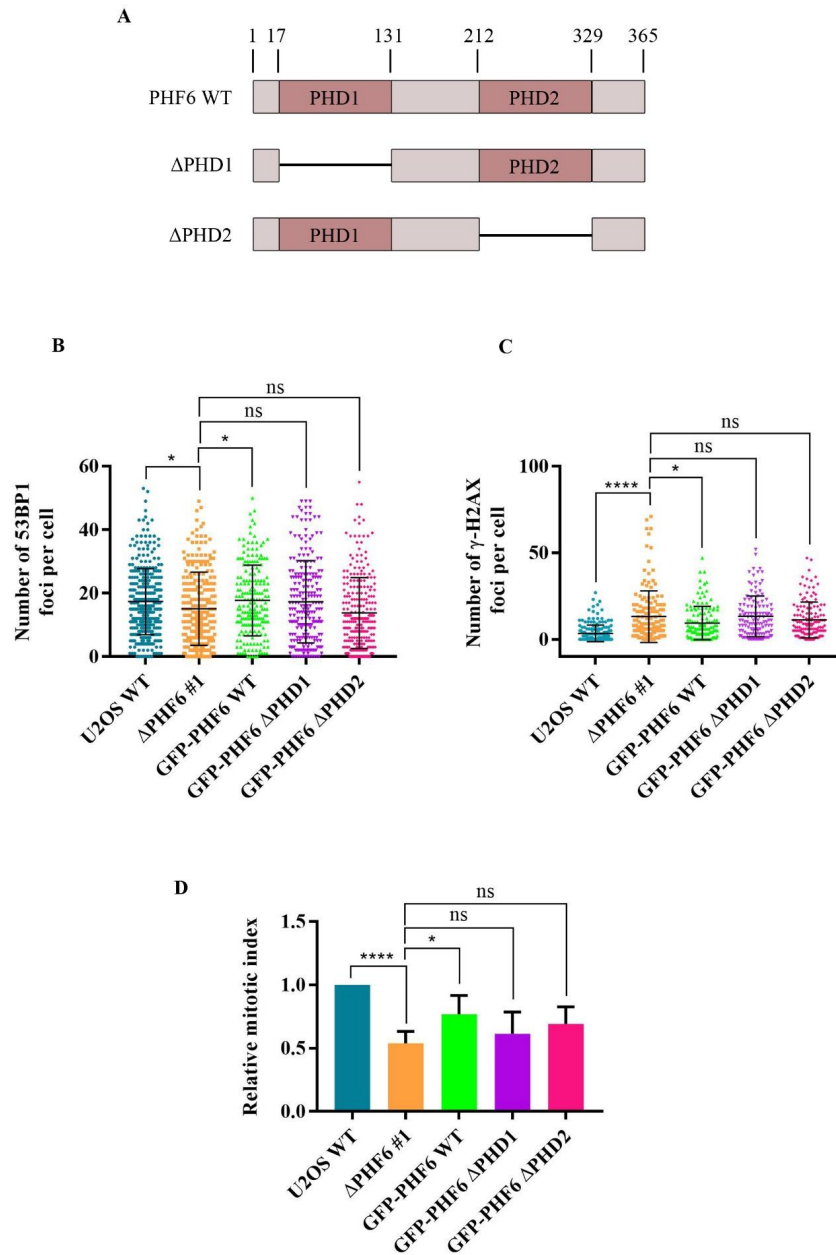 A
1 17 131 212 329 365
PHF6 WT PHD1 PHD2
ΔPHD1 PHD2
ΔPHD2 PHD1
B
ns
ns
* *
60
40
20
0
Number of 53BP1
foci per cell
U2OS WT
ΔPHF6 #1
GFP-PHF6 WT
GFP-PHF6 ΔPHD1
GFP-PHF6 ΔPHD2
C
ns
ns
**** *
100
50
0
Number of γ-H2AX
foci per cell
U2OS WT
ΔPHF6 #1
GFP-PHF6 WT
GFP-PHF6 ΔPHD1
GFP-PHF6 ΔPHD2
D
ns
ns
**** *
1.5
1.0
0.5
0.0
Relative mitotic index
U2OS WT
ΔPHF6 #1
GFP-PHF6 WT
GFP-PHF6 ΔPHD1
GFP-PHF6 ΔPHD2